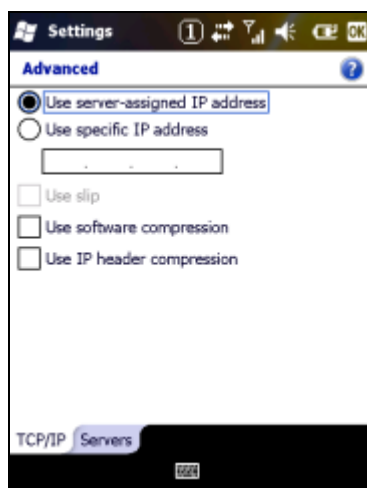 Settings 1 OK
Advanced ?
Use server-assigned IP address
Use specific IP address
. . .
Use slip
Use software compression
Use IP header compression
TCP/IP Servers